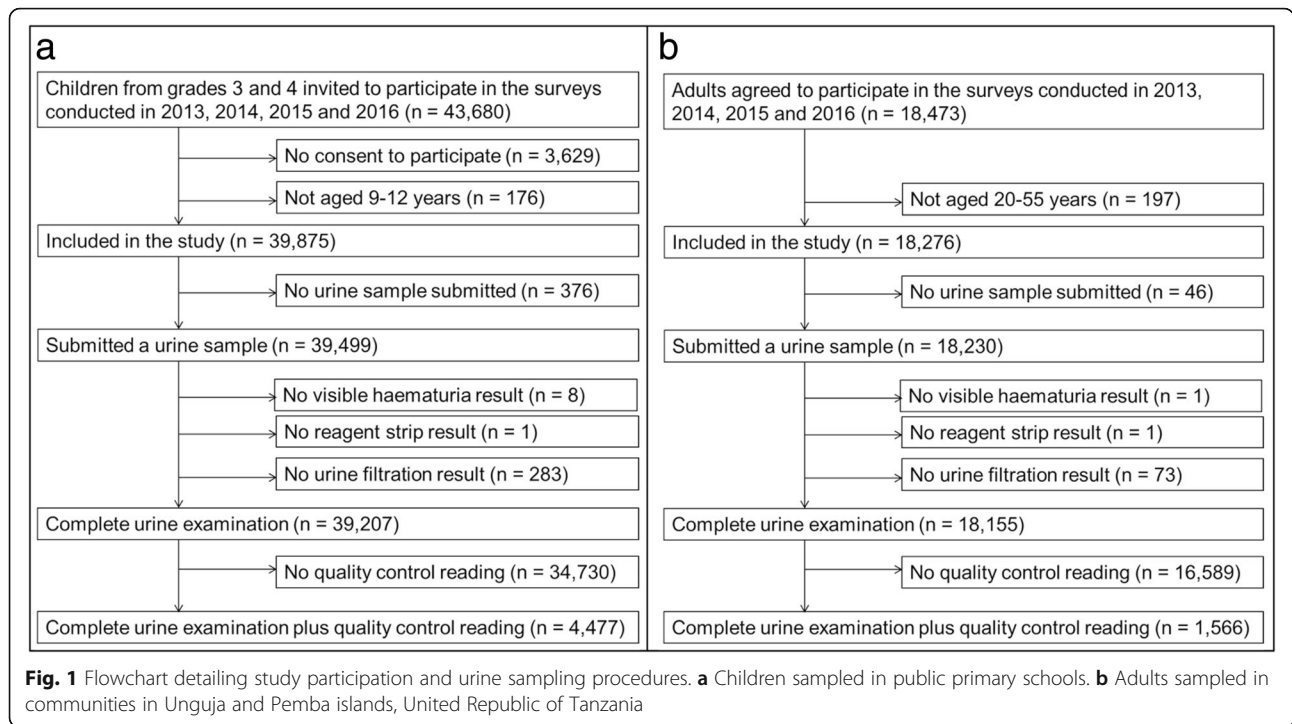 a
Children from grades 3 and 4 invited to participate in the surveys
conducted in 2013, 2014, 2015 and 2016 (n = 43,680)
No consent to participate (n = 3,629)
Not aged 9-12 years (n = 176)
Included in the study (n = 39,875)
No urine sample submitted (n = 376)
Submitted a urine sample (n = 39,499)
No visible haematuria result (n = 8)
No reagent strip result (n = 1)
No urine filtration result (n = 283)
Complete urine examination (n = 39,207)
No quality control reading (n = 34,730)
Complete urine examination plus quality control reading (n = 4,477)
b
Adults agreed to participate in the surveys conducted in 2013,
2014, 2015 and 2016 (n = 18,473)
Not aged 20-55 years (n = 197)
Included in the study (n = 18,276)
No urine sample submitted (n = 46)
Submitted a urine sample (n = 18,230)
No visible haematuria result (n = 1)
No reagent strip result (n = 1)
No urine filtration result (n = 73)
Complete urine examination (n = 18,155)
No quality control reading (n = 16,589)
Complete urine examination plus quality control reading (n = 1,566)
Fig. 1 Flowchart detailing study participation and urine sampling procedures. a Children sampled in public primary schools. b Adults sampled in
communities in Unguja and Pemba islands, United Republic of Tanzania